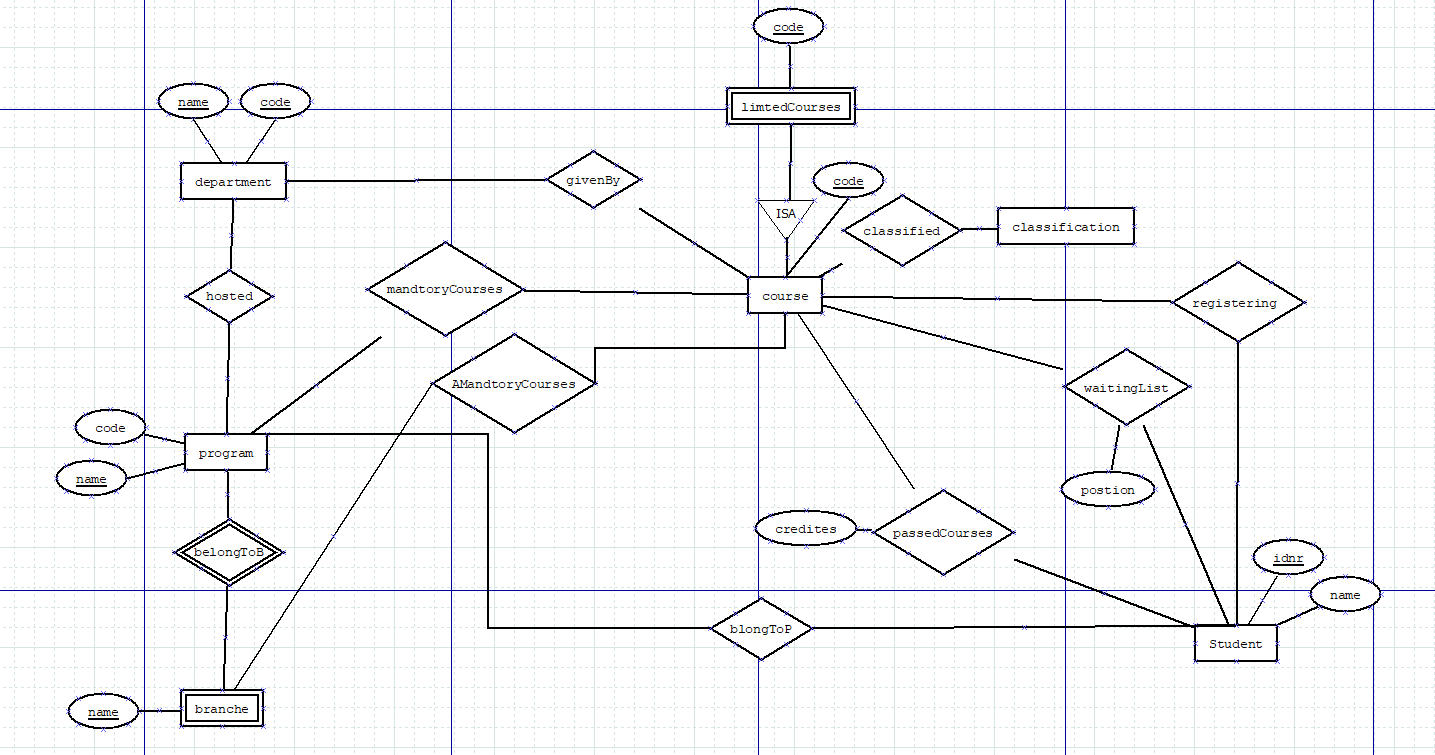 code
name
code
limtedCourses
department
givenBy
code
ISA
classified
classification
hosted
mandtoryCourses
course
registering
AMandtoryCourses
waitingList
code
program
name
postion
credites
passedCourses
belongToB
idnr
name
blongToP
Student
name
branche